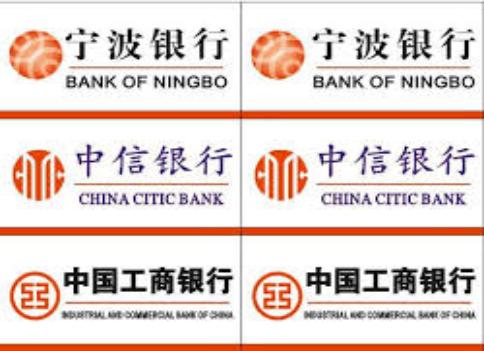 宁波银行 宁波银行
BANK OF NINGBO BANK OF NINGBO
中信银行 中信银行
CHINA CITIC BANK CHINA CITIC BANK
中国工商银行 中国工商银行
INDUSTRIAL AND COMMERCIAL BANK OF CHINA INDUSTRIAL AND COMMERCIAL BANK OF CHINA